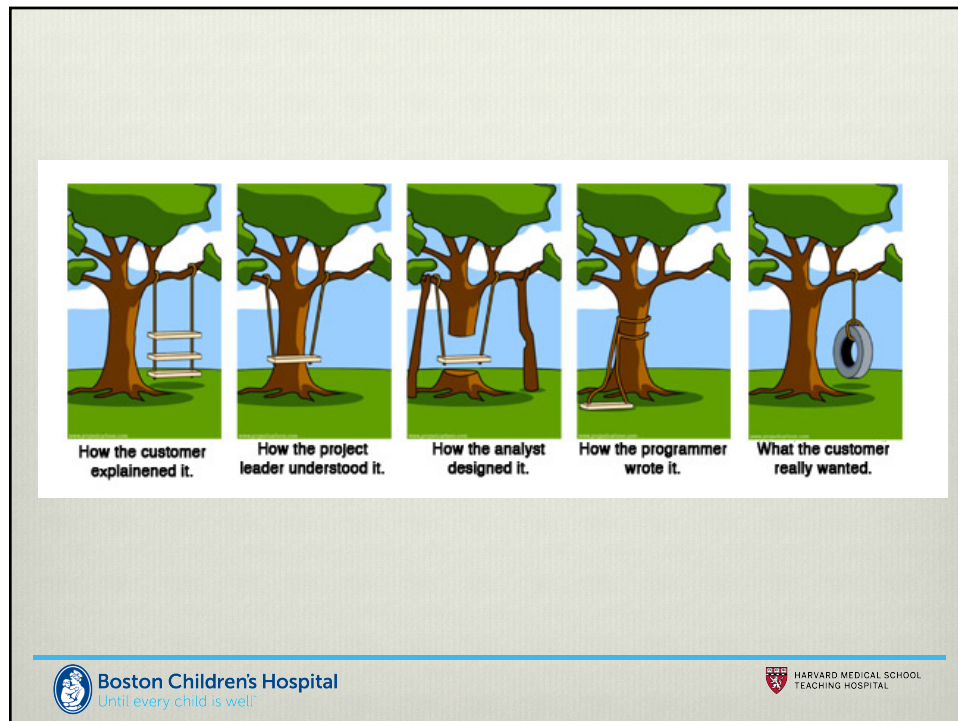 How the customer
explainened it.
How the project
leader understood it.
How the analyst
designed it.
How the programmer
wrote it.
What the customer
really wanted.
Boston Children's Hospital
Until every child is well™
HARVARD MEDICAL SCHOOL
TEACHING HOSPITAL